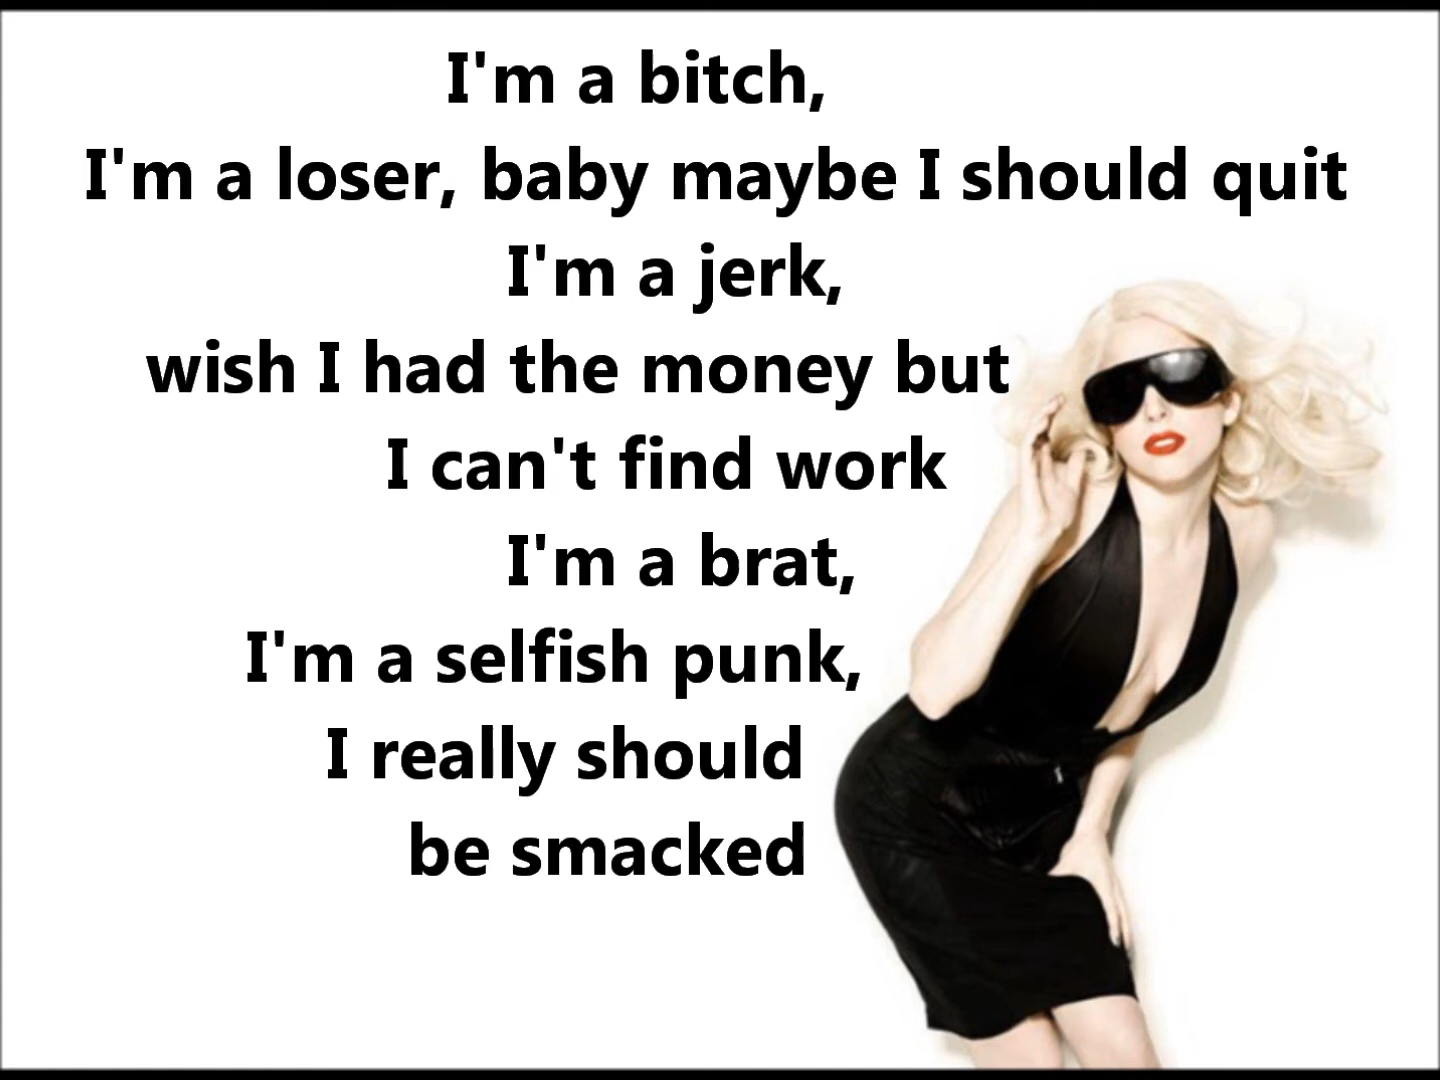 I'm a bitch,
I'm a loser, baby maybe I should quit
I'm a jerk,
wish I had the money but
I can't find work
I'm a brat,
I'm a selfish punk,
I really should
be smacked